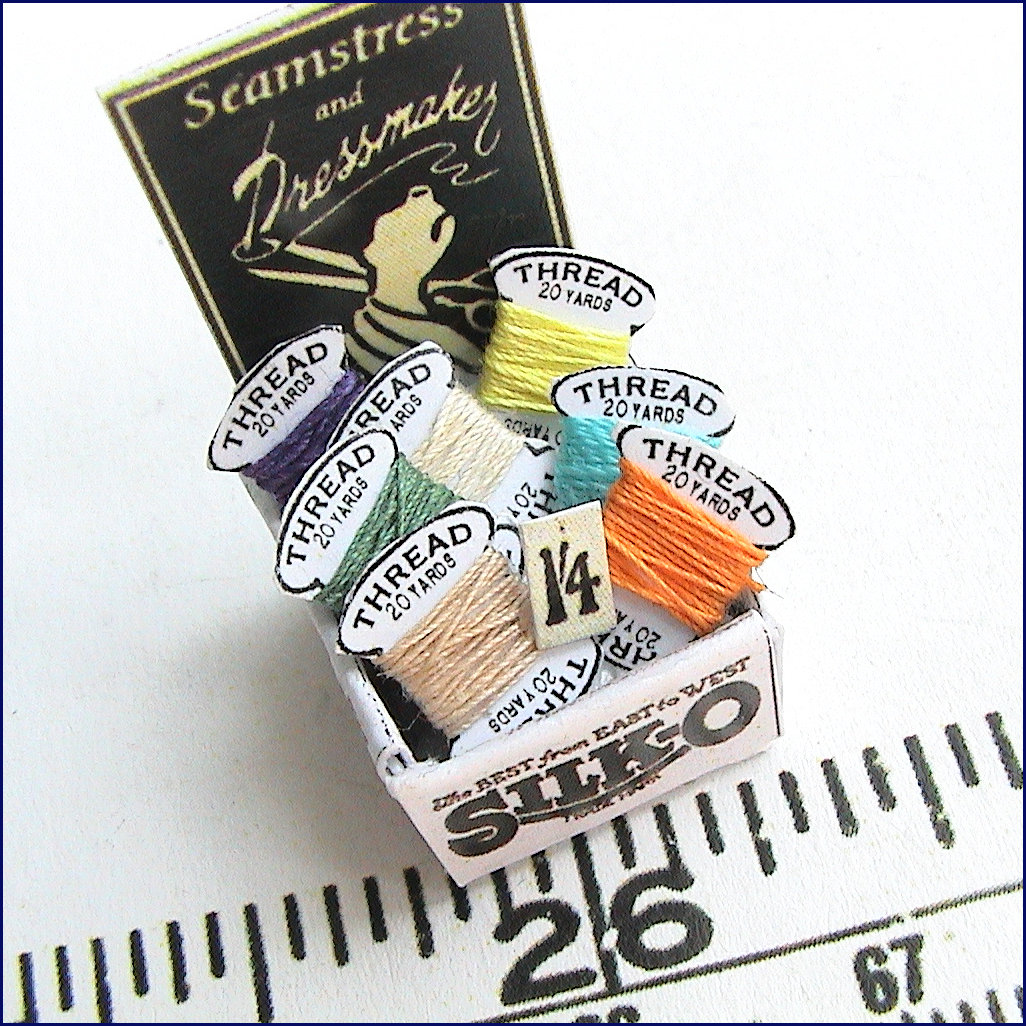 Seamstress
and
Dressmaker
THREAD
20 YARDS
THREAD
20 YARDS
THREAD
20 YARDS
THREAD
20 YARDS
THREAD
20 YARDS
THREAD
20 YARDS
THREAD
20 YARDS
1'4
20 YARDS
The BEST from EAST to WEST
SILKO
26
67